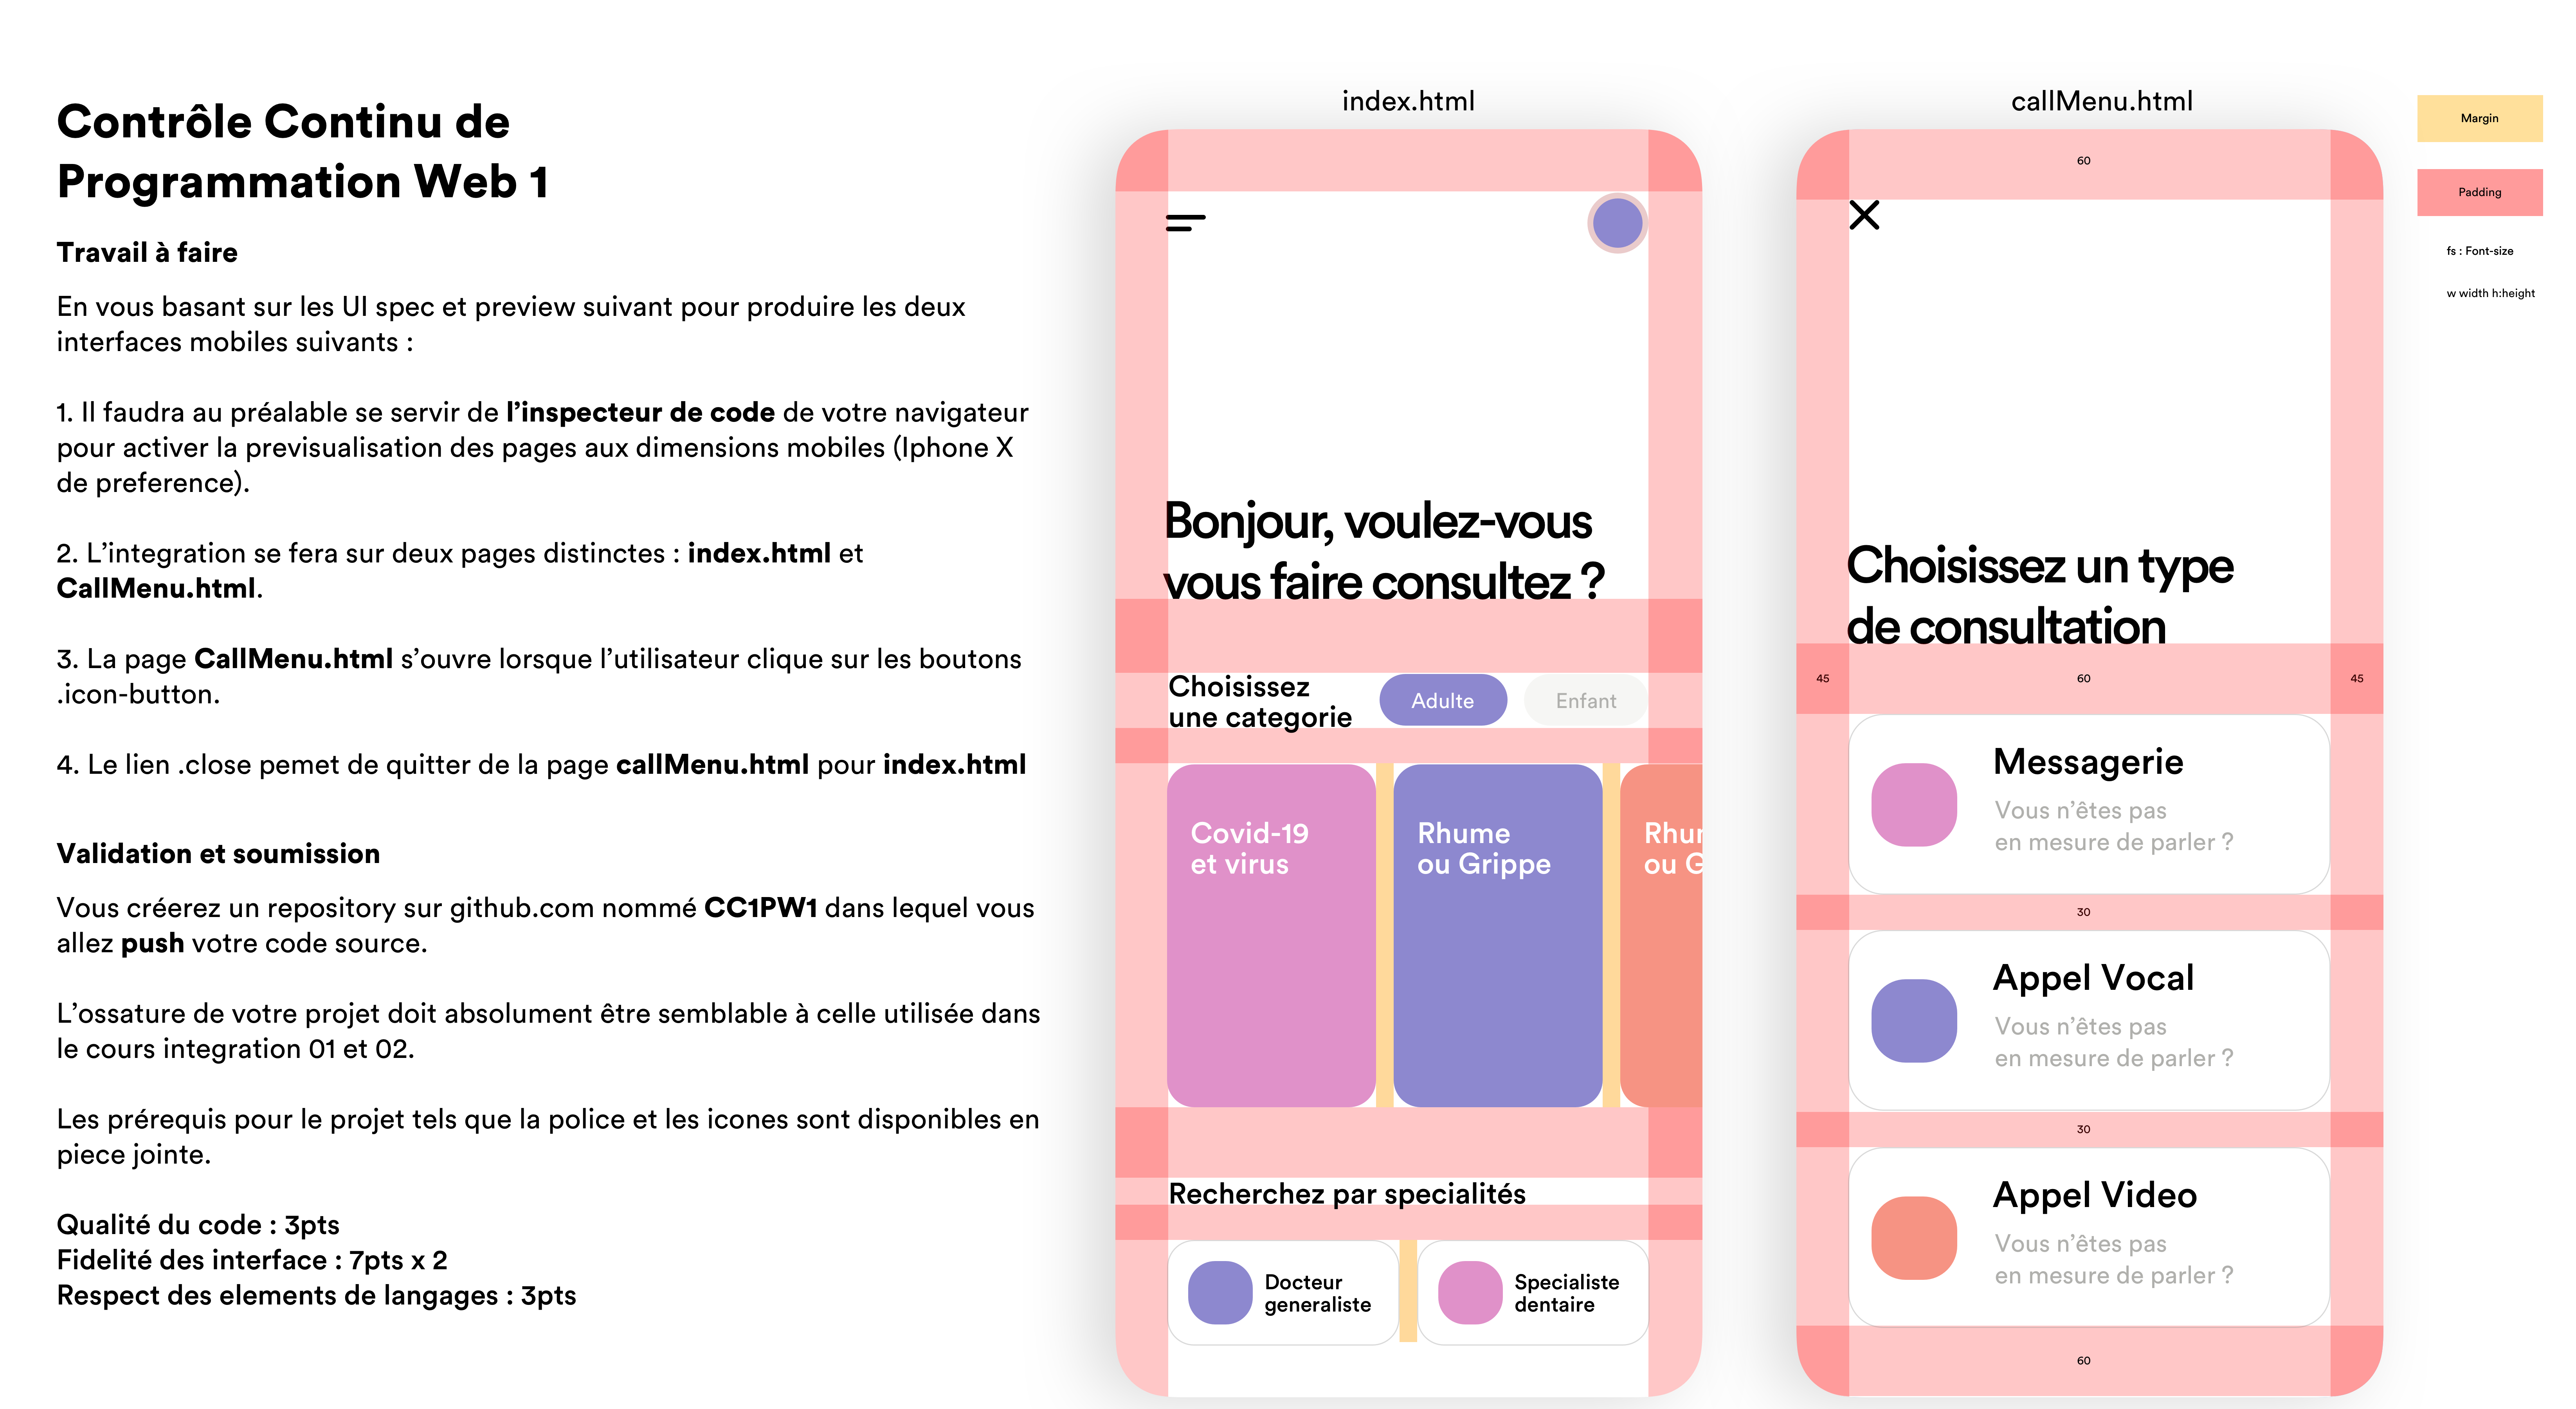 Contrôle Continu de
Programmation Web 1
Travail à faire
En vous basant sur les UI spec et preview suivant pour produire les deux
interfaces mobiles suivants :
1. Il faudra au préalable se servir de l’inspecteur de code de votre navigateur
pour activer la previsualisation des pages aux dimensions mobiles (Iphone X
de preference).
2. L’integration se fera sur deux pages distinctes : index.html et
CallMenu.html.
3. La page CallMenu.html s’ouvre lorsque l’utilisateur clique sur les boutons
.icon-button.
4. Le lien .close pemet de quitter de la page callMenu.html pour index.html
Validation et soumission
Vous créerez un repository sur github.com nommé CC1PW1 dans lequel vous
allez push votre code source.
L’ossature de votre projet doit absolument être semblable à celle utilisée dans
le cours integration 01 et 02.
Les prérequis pour le projet tels que la police et les icones sont disponibles en
piece jointe.
Qualité du code : 3pts
Fidelité des interface : 7pts x 2
Respect des elements de langages : 3pts
index.html
Bonjour, voulez-vous
vous faire consultez ?
Choisissez
une categorie
Adulte
Enfant
Covid-19
et virus
Rhume
ou Grippe
Rhur
ou G
Recherchez par specialités
Docteur
generaliste
Specialiste
dentaire
callMenu.html
60
Choisissez un type
de consultation
45
60
45
Messagerie
Vous n’êtes pas
en mesure de parler ?
30
Appel Vocal
Vous n’êtes pas
en mesure de parler ?
30
Appel Video
Vous n’êtes pas
en mesure de parler ?
60
Margin
Padding
fs : Font-size
w width h:height